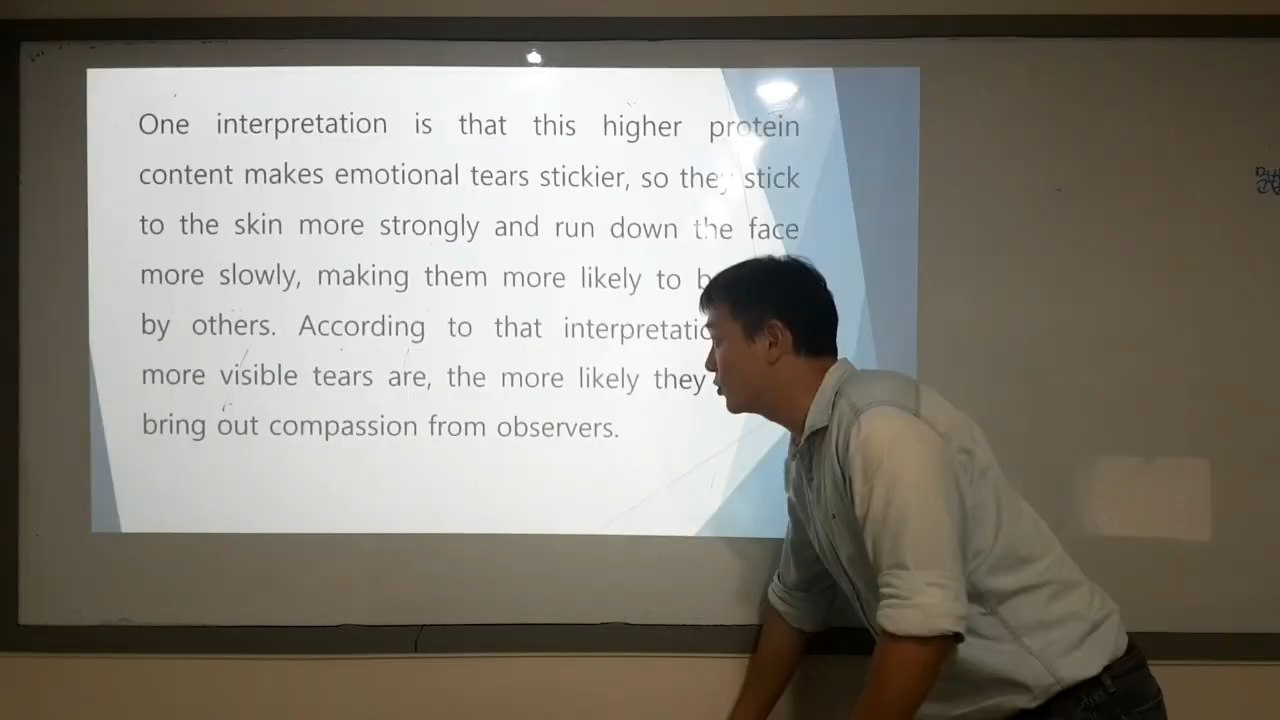 One interpretation is that this higher protein
content makes emotional tears stickier, so they stick
to the skin more strongly and run down the face
more slowly, making them more likely to
by others. According to that
more visible tears are, the more likely they
bring out compassion from observers.